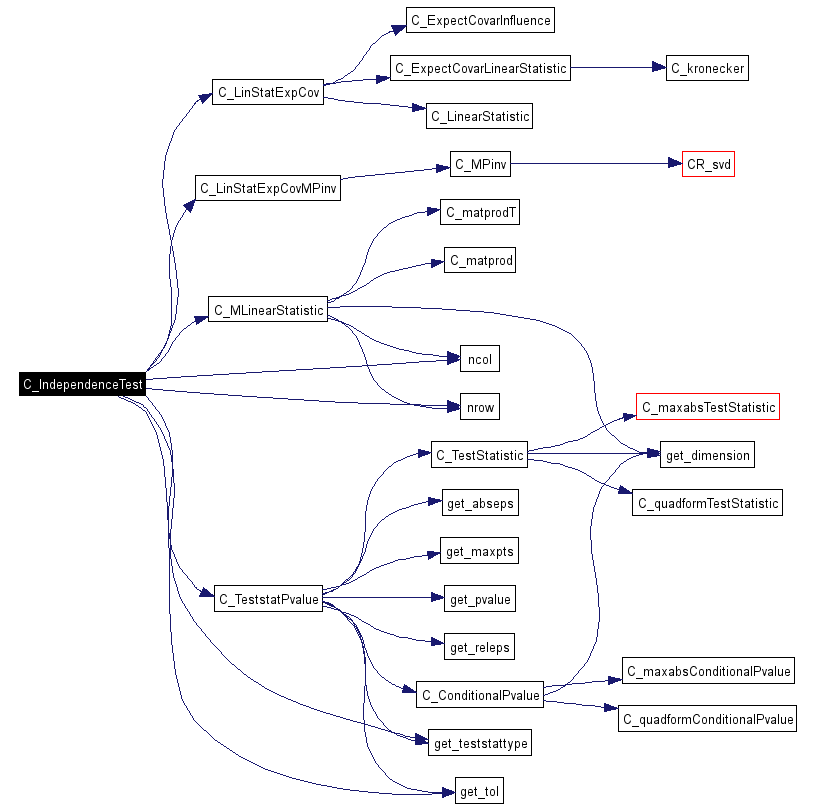 C_ExpectCovarInfluence
C_ExpectCovarLinearStatistic
C_kronecker
C_LinStatExpCov
C_LinearStatistic
C_MPinv
CR_svd
C_LinStatExpCovMPinv
C_matprodT
C_matprod
C_MLinearStatistic
ncol
C_IndependenceTest
nrow
C_maxabsTestStatistic
C_TestStatistic
get_dimension
get_abseps
C_quadformTestStatistic
get_maxpts
C_TeststatPvalue
get_pvalue
get_releps
C_maxabsConditionalPvalue
C_ConditionalPvalue
C_quadformConditionalPvalue
get_teststattype
get_tol